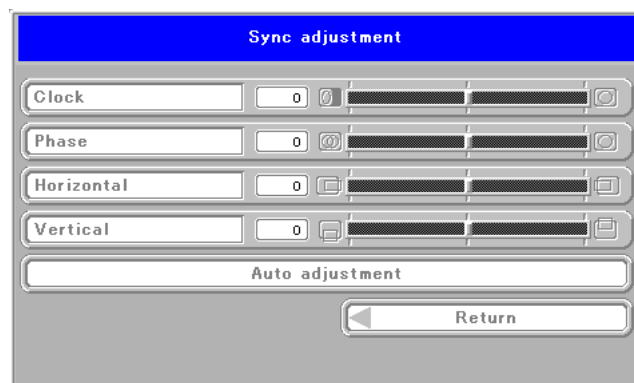 Sync adjustment
Clock 0
Phase 0
Horizontal 0
Vertical 0
Auto adjustment
Return